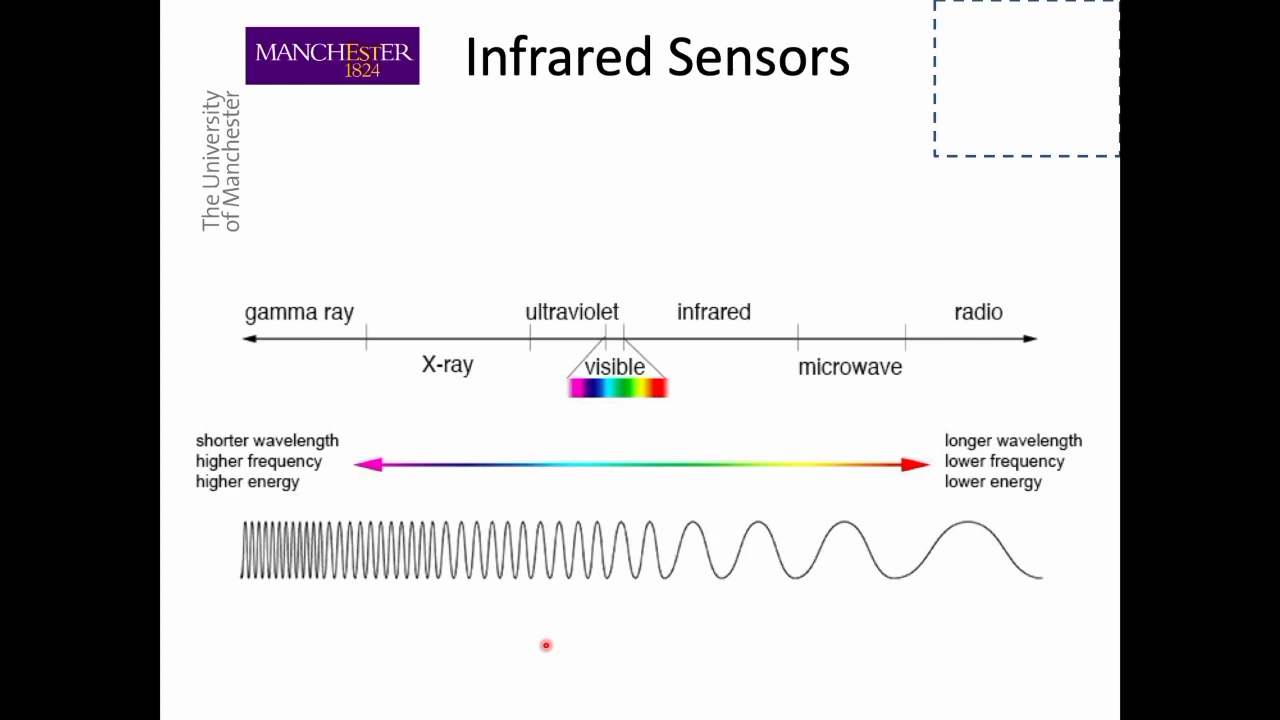 MANCHEStER
1824
Infrared Sensors
The University
of Manchester
gamma ray
ultraviolet
infrared
radio
X-ray
visible
microwave
shorter wavelength
higher frequency
higher energy
longer wavelength
lower frequency
lower energy